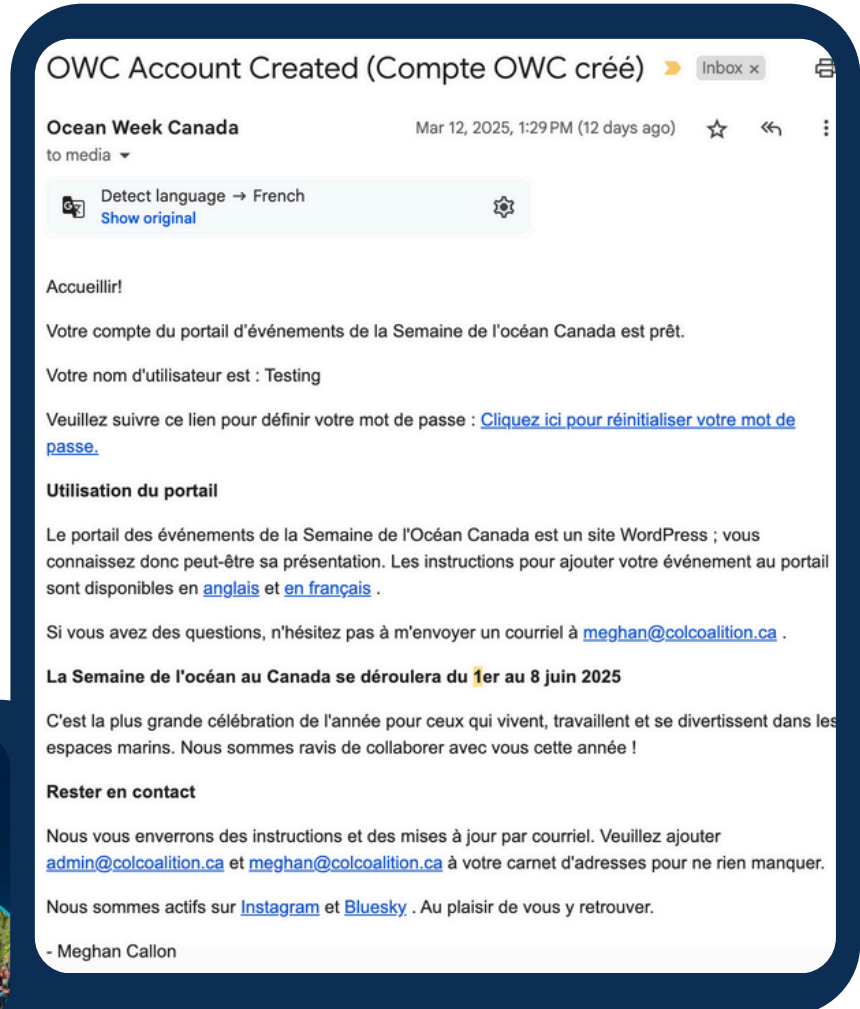 OWC Account Created (Compte OWC créé)
Inbox x
Ocean Week Canada
Mar 12, 2025, 1:29 PM (12 days ago)
to media
Detect language → French
Show original
Accueillir!
Votre compte du portail d'événements de la Semaine de l'océan Canada est prêt.
Votre nom d'utilisateur est : Testing
Veuillez suivre ce lien pour définir votre mot de passe : Cliquez ici pour réinitialiser votre mot de
passe.
Utilisation du portail
Le portail des événements de la Semaine de l'Océan Canada est un site WordPress ; vous
connaissez donc peut-être sa présentation. Les instructions pour ajouter votre événement au portail
sont disponibles en anglais et en français .
Si vous avez des questions, n'hésitez pas à m'envoyer un courriel à meghan@colcoalition.ca .
La Semaine de l'océan au Canada se déroulera du 1er au 8 juin 2025
C'est la plus grande célébration de l'année pour ceux qui vivent, travaillent et se divertissent dans les
espaces marins. Nous sommes ravis de collaborer avec vous cette année !
Rester en contact
Nous vous enverrons des instructions et des mises à jour par courriel. Veuillez ajouter
admin@colcoalition.ca et meghan@colcoalition.ca à votre carnet d'adresses pour ne rien manquer.
Nous sommes actifs sur Instagram et Bluesky . Au plaisir de vous y retrouver.
- Meghan Callon